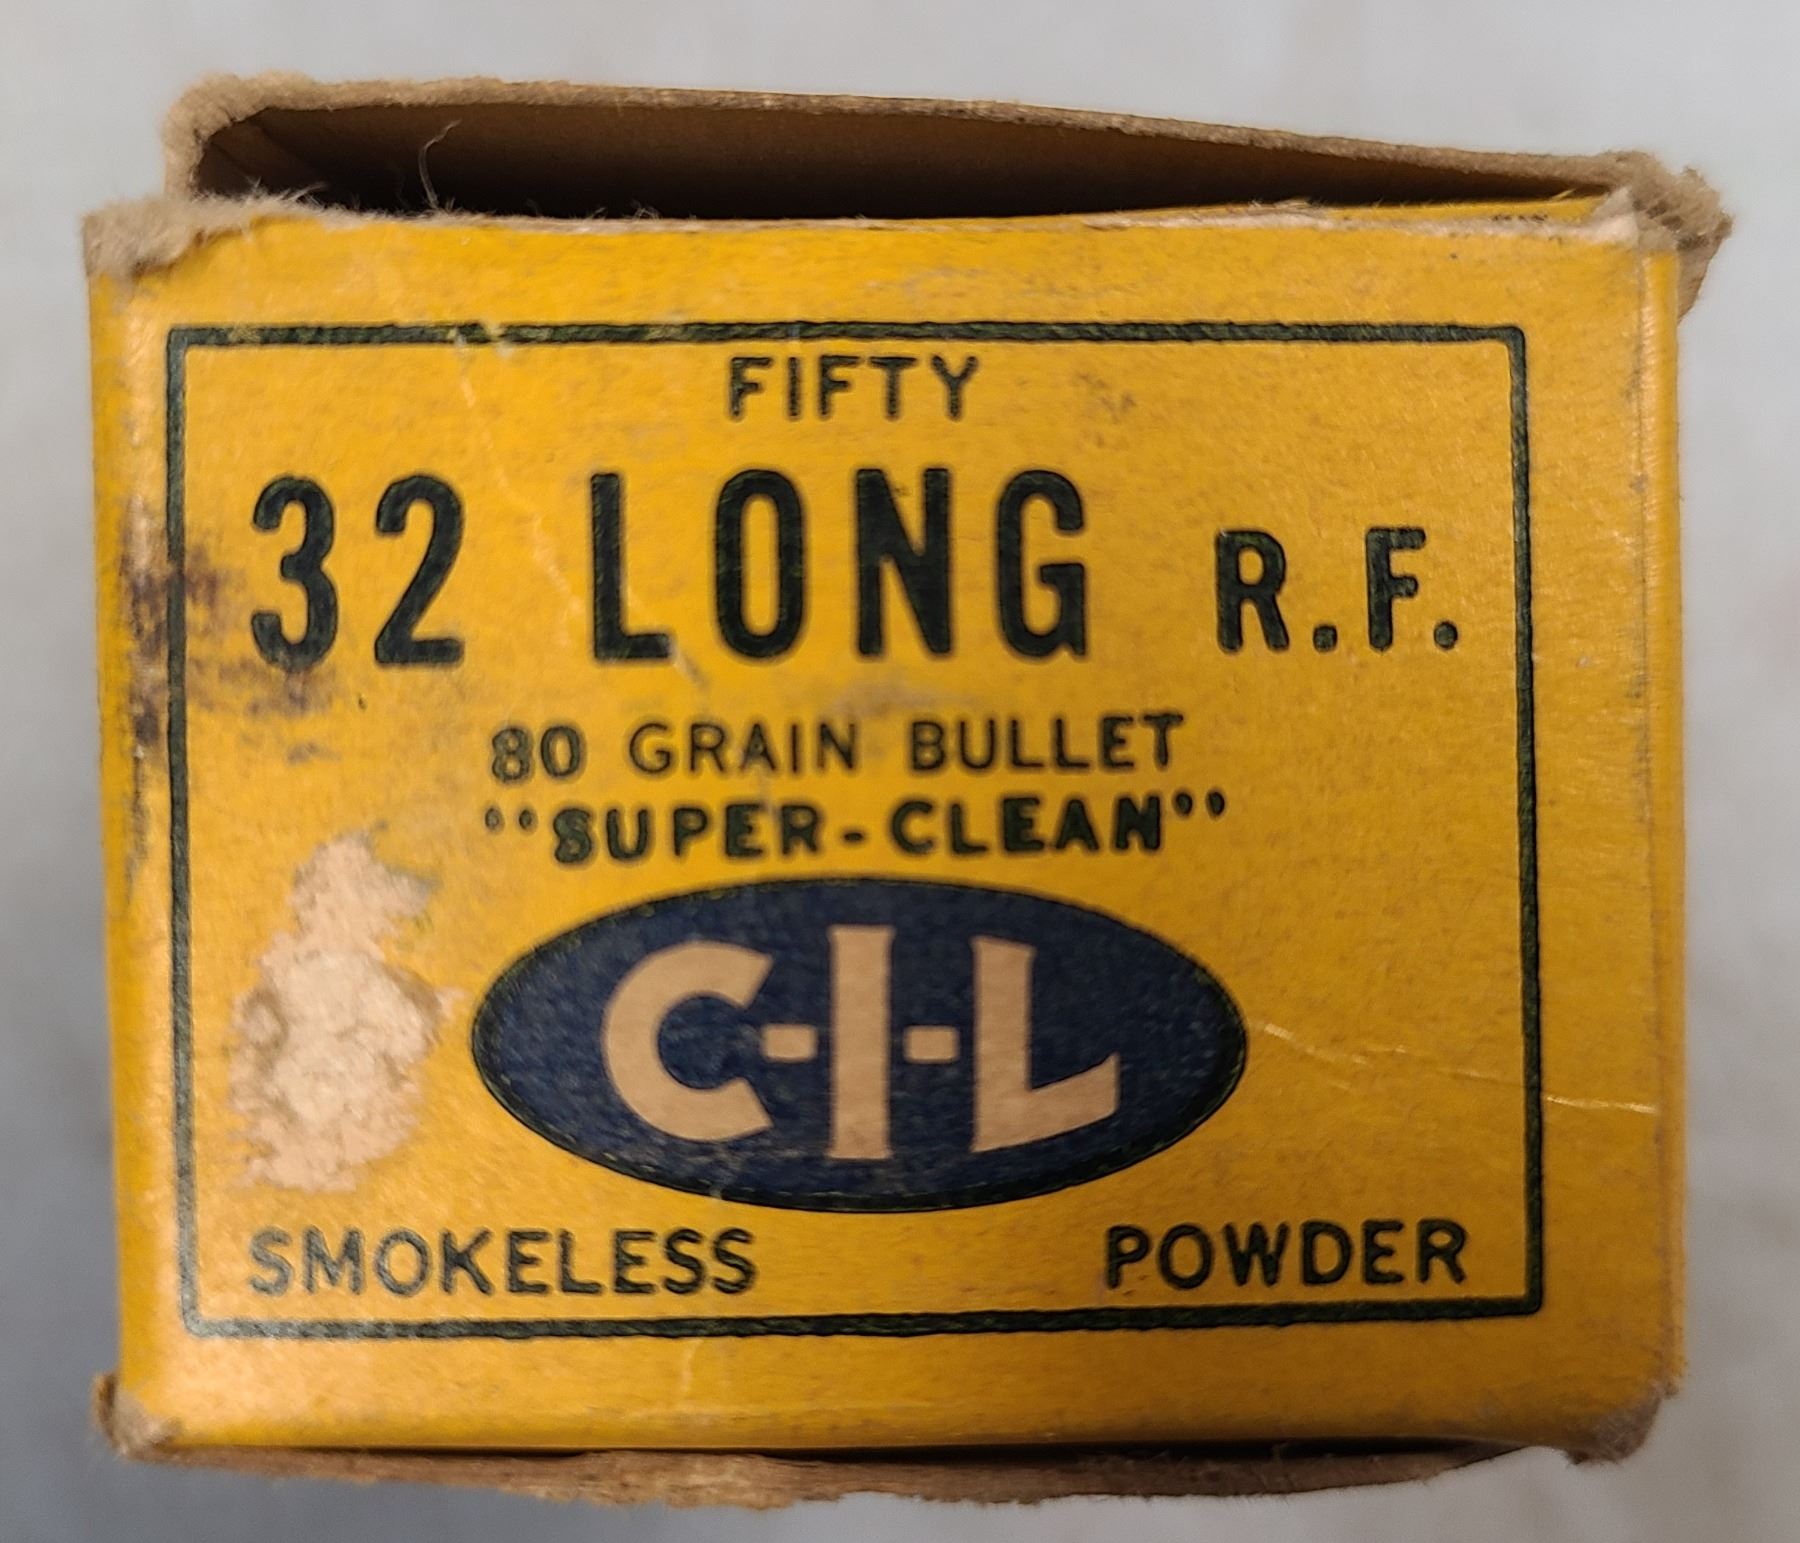 FIFTY
32 LONG R.F.
80 GRAIN BULLET
"SUPER-CLEAN"
C-I-L
SMOKELESS POWDER